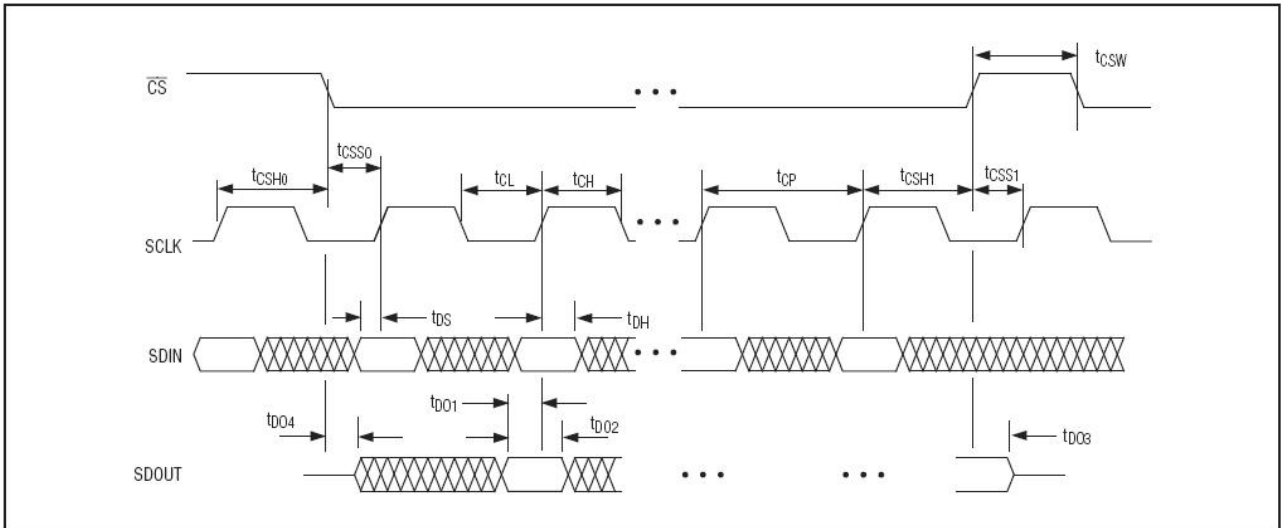 CS
tCSW
tCSS0
tCSH0
tCL
tCH
tCP
tCSH1
tCSS1
SCLK
tDS
tDH
SDIN
tDO4
tDO1
tDO2
tDO3
SDOUT